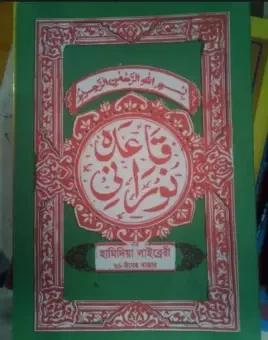 بسم الله الرحمن الرحيم
قاعده
نورانی
হামিদিয়া লাইব্রেরী